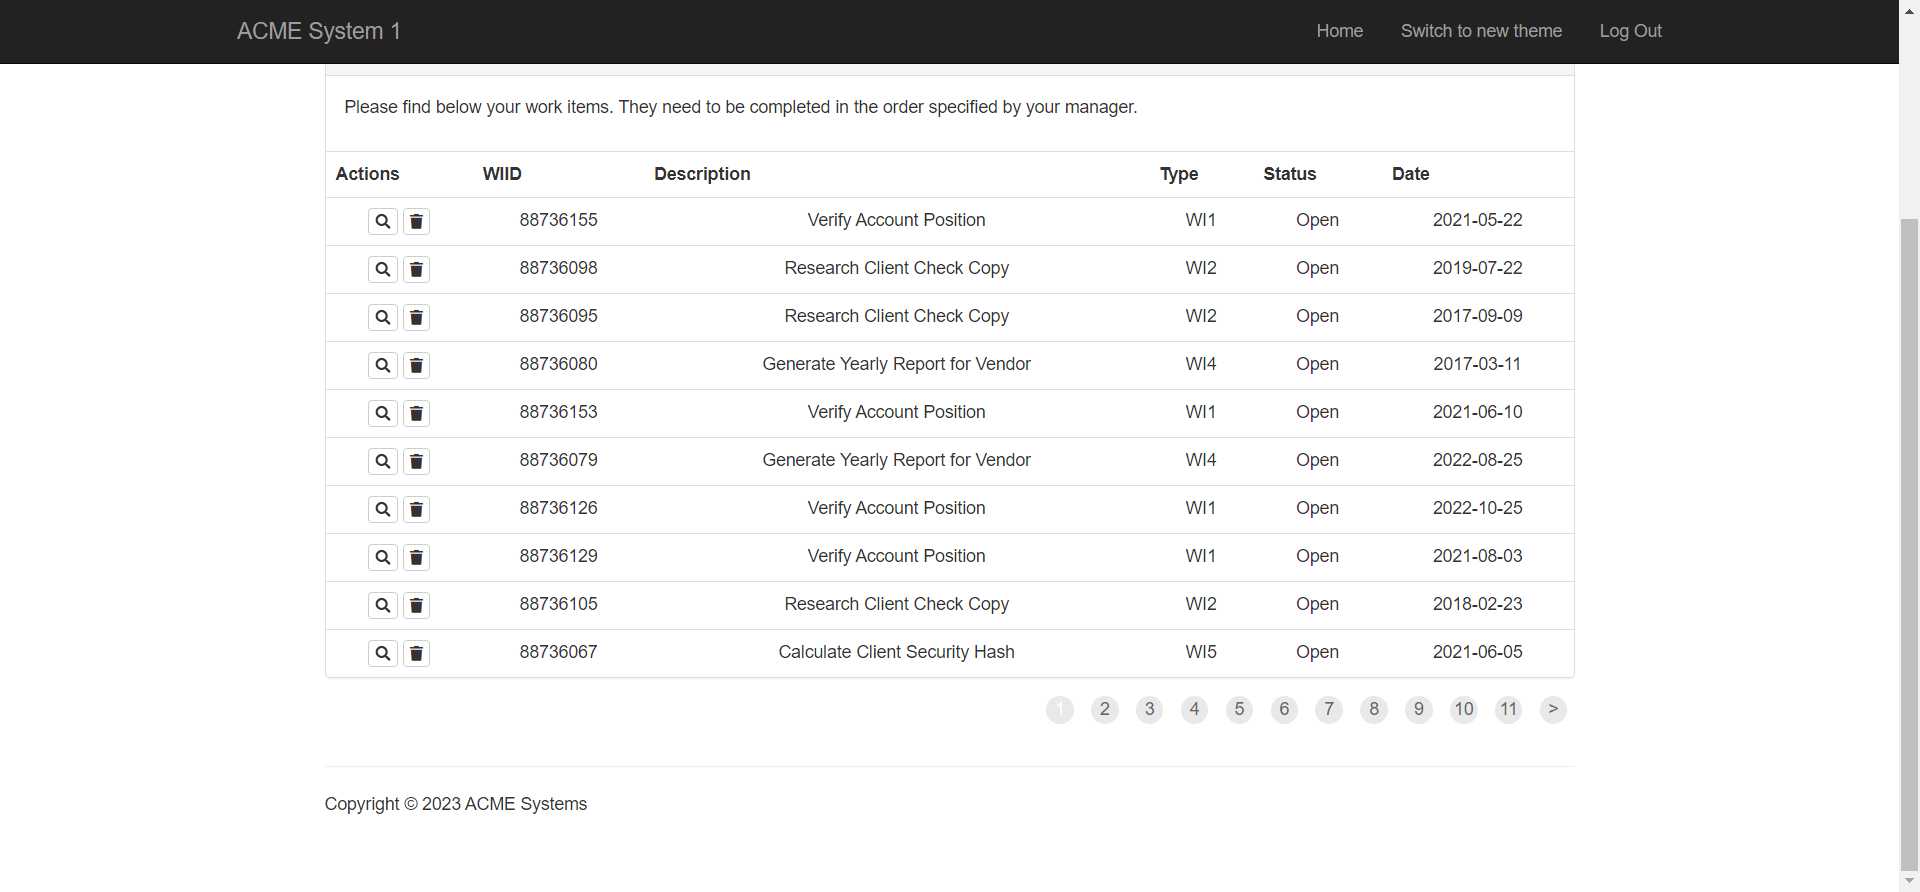 ACME System 1 Home Switch to new theme Log Out
Please find below your work items. They need to be completed in the order specified by your manager.
Actions WIID Description Type Status Date
88736155 Verify Account Position WI1 Open 2021-05-22
88736098 Research Client Check Copy WI2 Open 2019-07-22
88736095 Research Client Check Copy WI2 Open 2017-09-09
88736080 Generate Yearly Report for Vendor WI4 Open 2017-03-11
88736153 Verify Account Position WI1 Open 2021-06-10
88736079 Generate Yearly Report for Vendor WI4 Open 2022-08-25
88736126 Verify Account Position WI1 Open 2022-10-25
88736129 Verify Account Position WI1 Open 2021-08-03
88736105 Research Client Check Copy WI2 Open 2018-02-23
88736067 Calculate Client Security Hash WI5 Open 2021-06-05
1 2 3 4 5 6 7 8 9 10 11 >
Copyright © 2023 ACME Systems